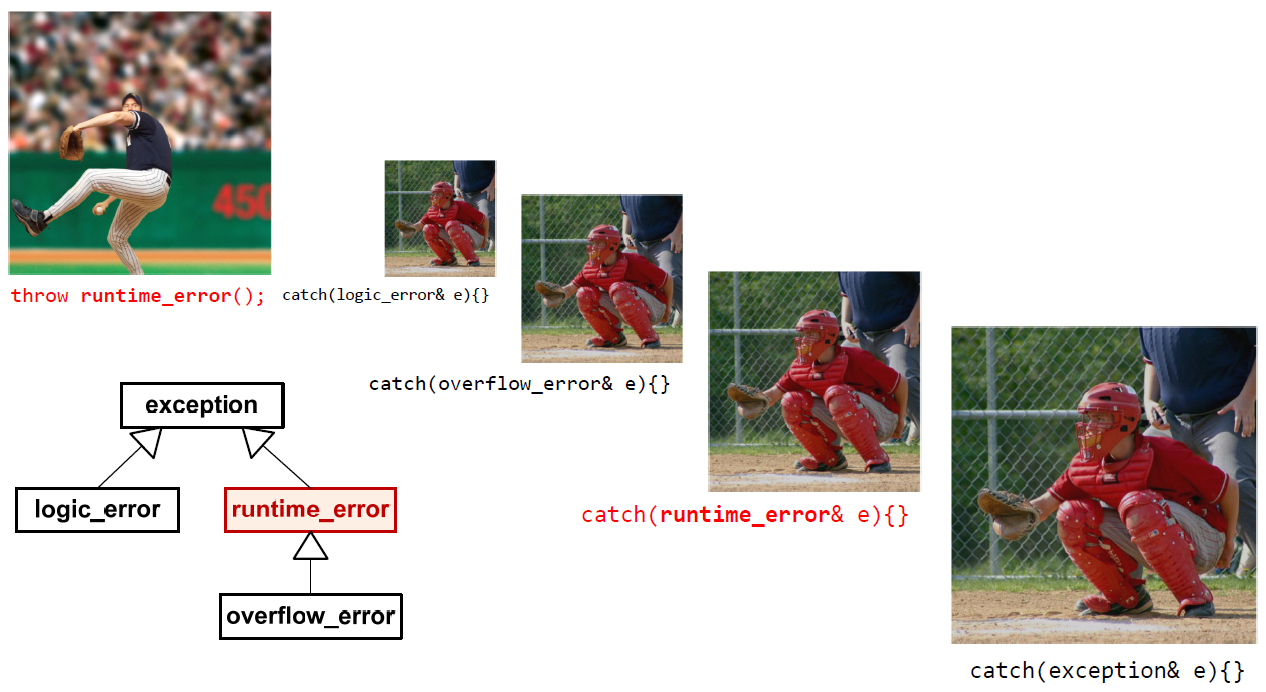 450
throw runtime_error();
catch(logic_error& e){}
catch(overflow_error& e){}
catch(runtime_error& e){}
catch(exception& e){}
exception
logic_error
runtime_error
overflow_error